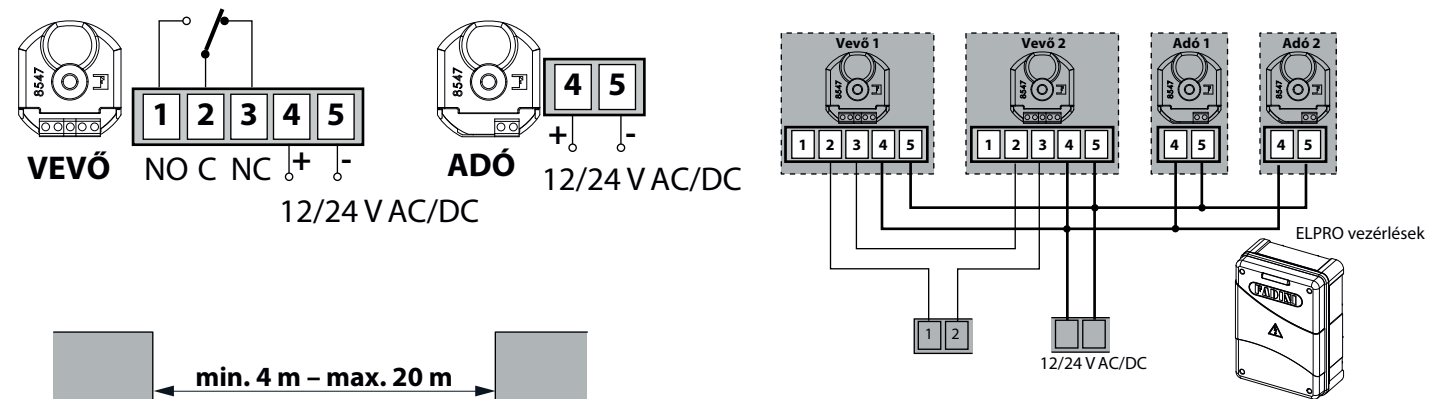 8547
1 2 3 4 5
VEVŐ
NO C NC + -
12/24 V AC/DC
8547
4 5
ADÓ
+ -
12/24 V AC/DC
min. 4 m – max. 20 m
Vevő 1
8547
1 2 3 4 5
Vevő 2
8547
1 2 3 4 5
Adó 1
8547
4 5
Adó 2
8547
4 5
1 2
12/24 V AC/DC
ELPRO vezérlések
FADINI